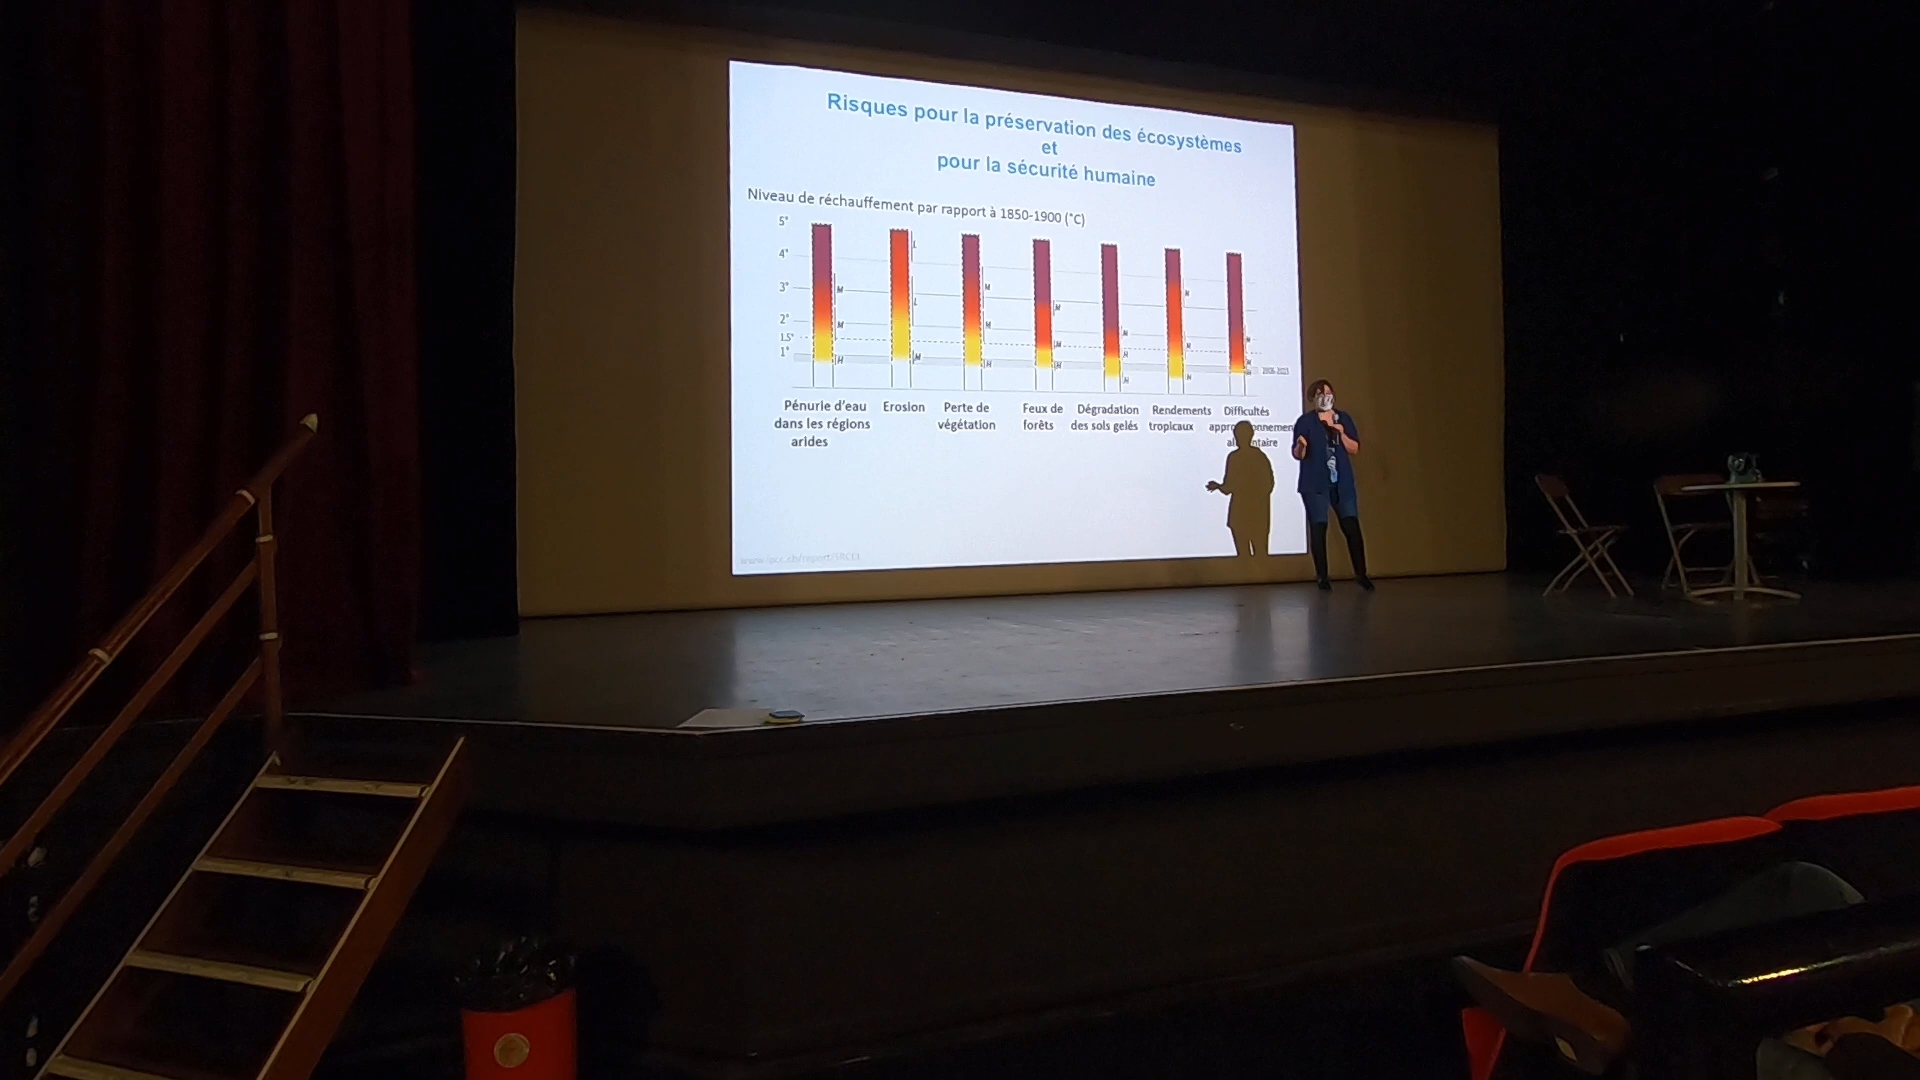 Risques pour la préservation des écosystèmes
et
pour la sécurité humaine
Niveau de réchauffement par rapport à 1850-1900 (°C)
5°
4°
3°
2°
1.5°
1°
M
M
H
L
L
M
M
M
H
M
M
H
M
H
H
M
M
H
M
H
H
2006-2015
Pénurie d'eau
dans les régions
arides
Erosion
Perte de
végétation
Feux de
forêts
Dégradation
des sols gelés
Rendements
tropicaux
Difficultés